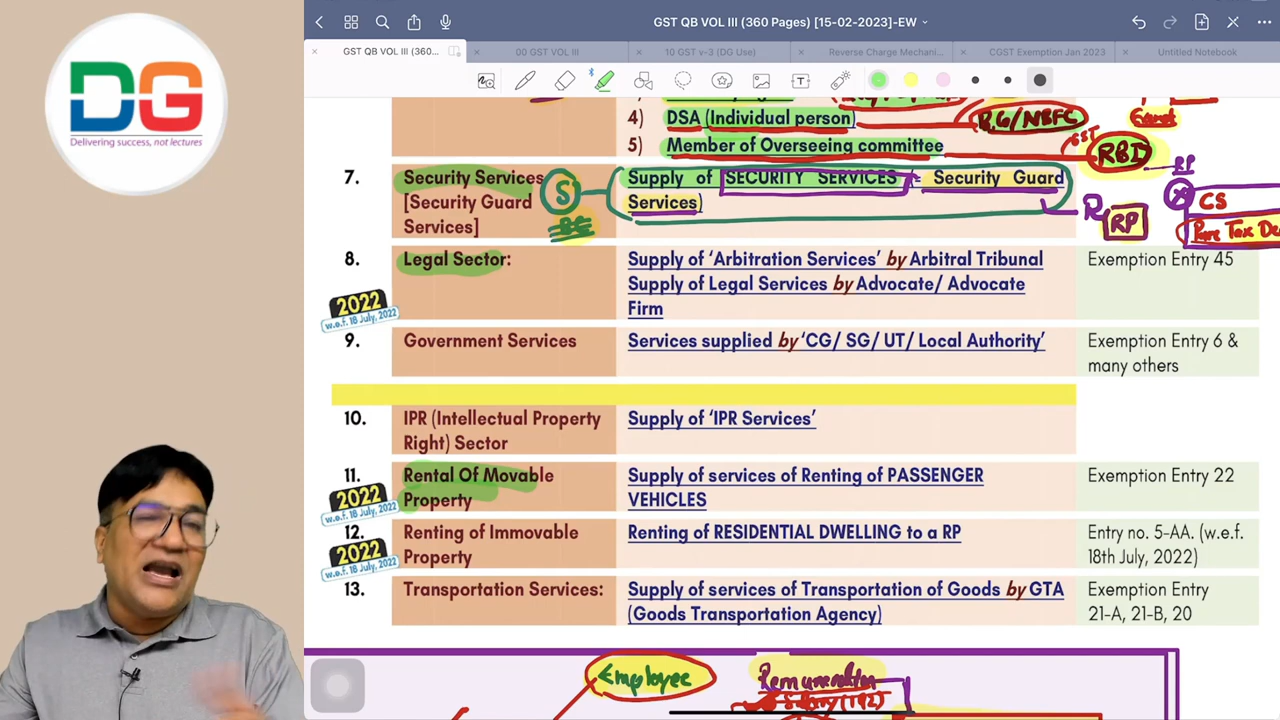 GST QB VOL III (360 Pages) [15-02-2023]-EW
GST QB VOL III (360...
00 GST VOL III
10 GST v-3 (DG Use)
Reverse Charge Mechani...
CGST Exemption Jan 2023
Untitled Notebook
DG
Delivering success, not lectures
4) DSA (Individual person)
R.G/NBFC
5) Member of Overseeing committee
GST
RBI
7. Security Services
[Security Guard
Services]
S
Supply of SECURITY SERVICES = Security Guard
Services)
R
RP
RP
CS
8. Legal Sector:
2022
w.e.f. 18 July, 2022
Supply of 'Arbitration Services' by Arbitral Tribunal
Supply of Legal Services by Advocate/ Advocate
Firm
Exemption Entry 45
9. Government Services
Services supplied by 'CG/ SG/ UT/ Local Authority'
Exemption Entry 6 &
many others
10. IPR (Intellectual Property
Right) Sector
Supply of 'IPR Services'
11. Rental Of Movable
Property
2022
w.e.f. 18 July, 2022
Supply of services of Renting of PASSENGER
VEHICLES
Exemption Entry 22
12. Renting of Immovable
Property
2022
w.e.f. 18 July, 2022
Renting of RESIDENTIAL DWELLING to a RP
Entry no. 5-AA. (w.e.f.
18th July, 2022)
13. Transportation Services:
Supply of services of Transportation of Goods by GTA
(Goods Transportation Agency)
Exemption Entry
21-A, 21-B, 20
Employee
Remuneration
Salary (192)